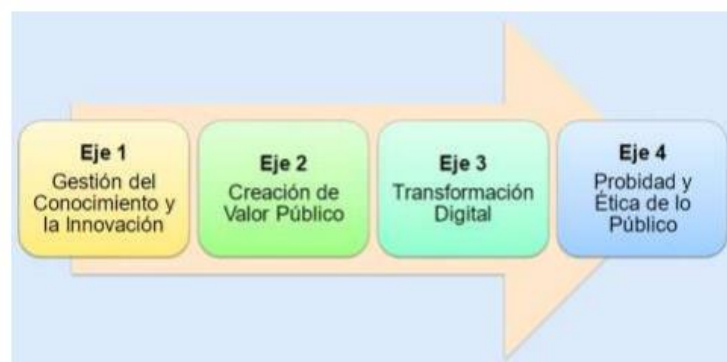 Eje 1
Gestión del
Conocimiento y
la Innovación
Eje 2
Creación de
Valor Público
Eje 3
Transformación
Digital
Eje 4
Probidad y
Ética de lo
Público